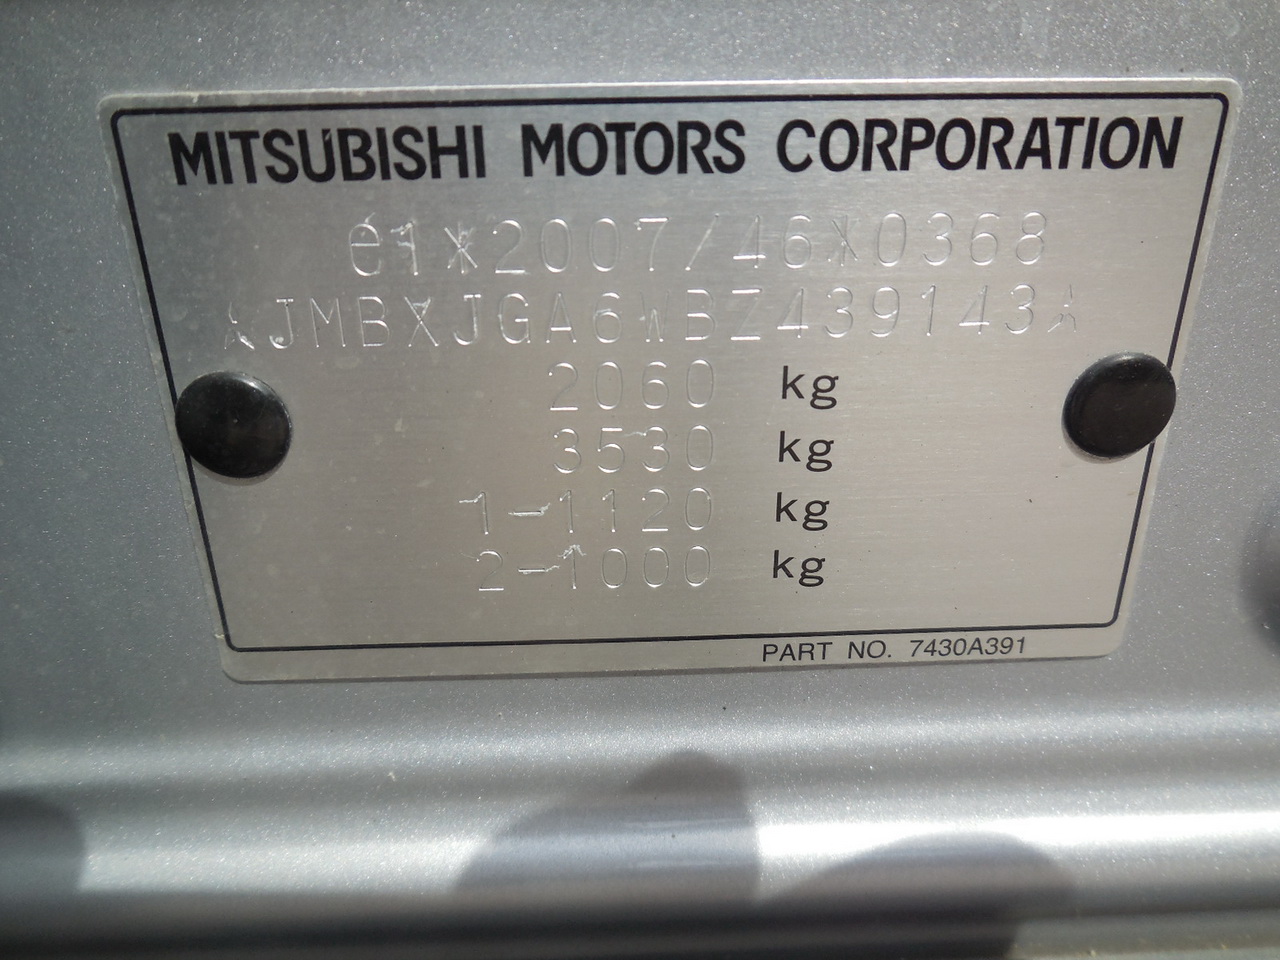 MITSUBISHI MOTORS CORPORATION
e1*2007/46*0368
*JMBXJGA6WBZ439143*
2060 kg
3530 kg
1-1120 kg
2-1000 kg
PART NO. 7430A391